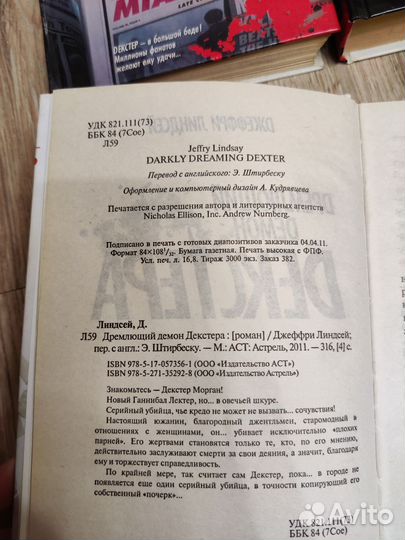 MIA
LATE CO
ДЕКСТЕР — в большой беде!
Миллионы фанатов
желают ему удачи...
УДК 821.111(73)
ББК 84 (7Сое)
Л59
ДЖЕФФРИ ЛИНДСЕЙ
Jeffry Lindsay
DARKLY DREAMING DEXTER
Перевод с английского: Э. Штирбеску
Оформление и компьютерный дизайн А. Кудрявцева
Печатается с разрешения автора и литературных агентств
Nicholas Ellison, Inc. Andrew Nurnberg.
Подписано в печать с готовых диапозитивов заказчика 04.04.11.
Формат 84×108 1/32. Бумага газетная. Печать высокая с ФПФ.
Усл. печ. л. 16,8. Тираж 3000 экз. Заказ 382.
ДЕКСТЕРА
Линдсей, Д.
Л59 Дремлющий демон Декстера : [роман] / Джеффри Линдсей;
пер. с англ.: Э. Штирбеску. — М.: АСТ: Астрель, 2011. — 316, [4] с.
ISBN 978-5-17-057356-1 (ООО «Издательство АСТ»)
ISBN 978-5-271-35292-8 (ООО «Издательство Астрель»)
Знакомьтесь — Декстер Морган!
Новый Ганнибал Лектер, но... в овечьей шкуре.
Серийный убийца, чье кредо не может не вызвать... сочувствия!
Настоящий южанин, благородный джентльмен, старомодный в
отношениях с женщинами, он... убивает исключительно «плохих
парней». Его жертвами становятся только те, кто, по его мнению,
действительно заслуживают смерти за свои деяния, а значит, благодаря
ему и торжествует справедливость.
По крайней мере, так считает сам Декстер, пока... в городе не
появляется еще один серийный убийца, в точности копирующий его
собственный «почерк»...
УДК 821.111(73)
ББК 84 (7Сое)
Avito